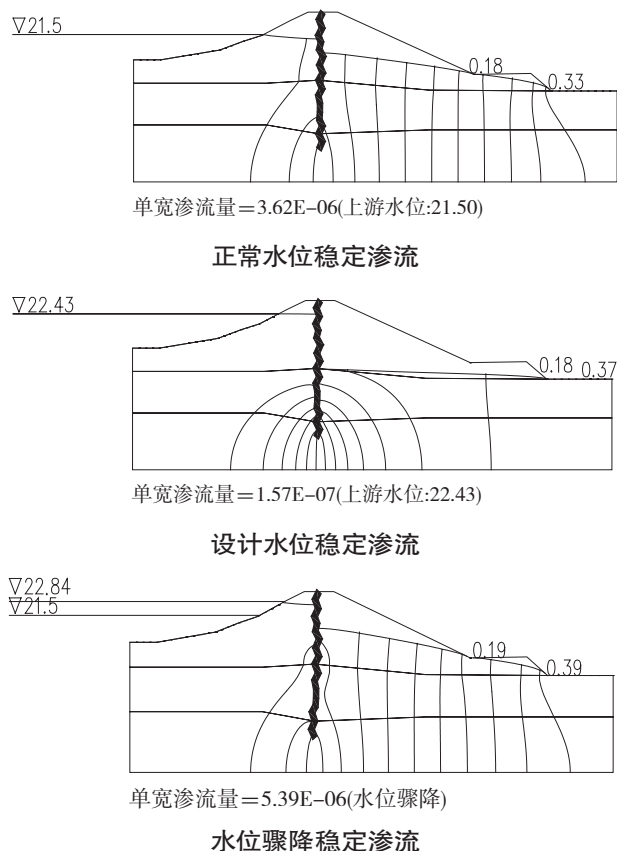 ▽21.5
0.18
0.33
单宽渗流量=3.62E-06(上游水位:21.50)
正常水位稳定渗流
▽22.43
0.18 0.37
单宽渗流量=1.57E-07(上游水位:22.43)
设计水位稳定渗流
▽22.84
▽21.5
0.19
0.39
单宽渗流量=5.39E-06(水位骤降)
水位骤降稳定渗流